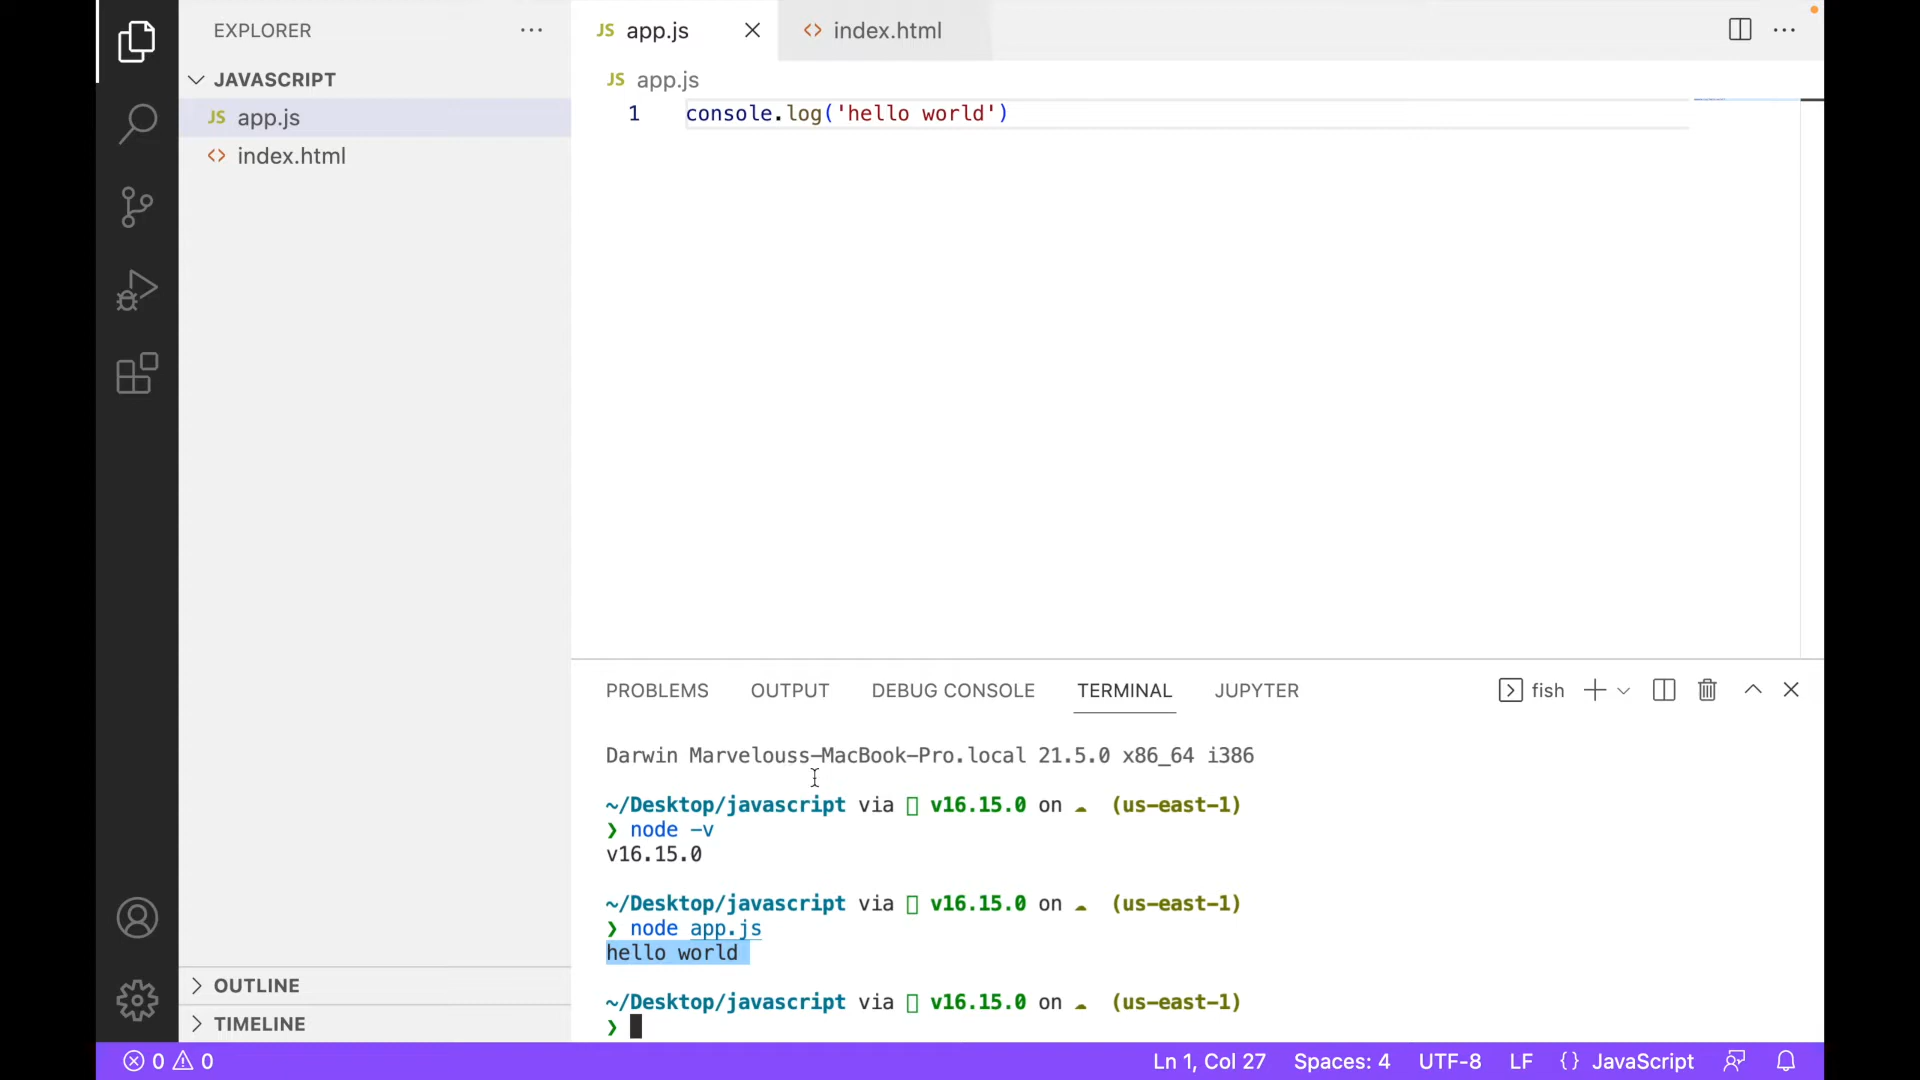 EXPLORER
JAVASCRIPT
JS app.js
index.html
OUTLINE
TIMELINE
JS app.js
index.html
JS app.js
1 console.log('hello world')
PROBLEMS OUTPUT DEBUG CONSOLE TERMINAL JUPYTER
fish
Darwin Marvelouss-MacBook-Pro.local 21.5.0 x86_64 i386
~/Desktop/javascript via v16.15.0 on ☁ (us-east-1)
❯ node -v
v16.15.0
~/Desktop/javascript via v16.15.0 on ☁ (us-east-1)
❯ node app.js
hello world
~/Desktop/javascript via v16.15.0 on ☁ (us-east-1)
❯
0 0
Ln 1, Col 27 Spaces: 4 UTF-8 LF {} JavaScript